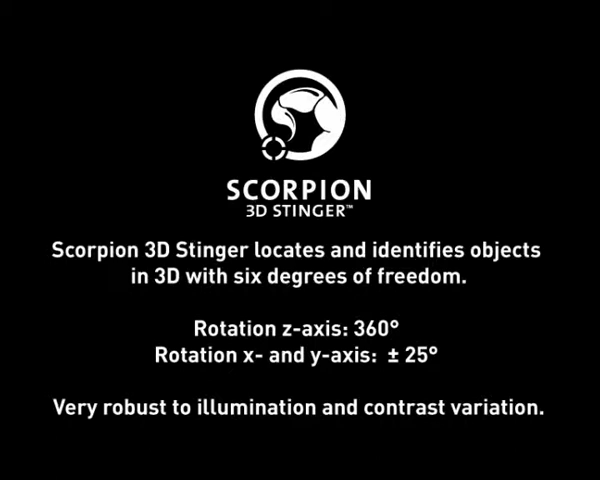 SCORPION
3D STINGER™
Scorpion 3D Stinger locates and identifies objects
in 3D with six degrees of freedom.
Rotation z-axis: 360°
Rotation x- and y-axis: ± 25°
Very robust to illumination and contrast variation.